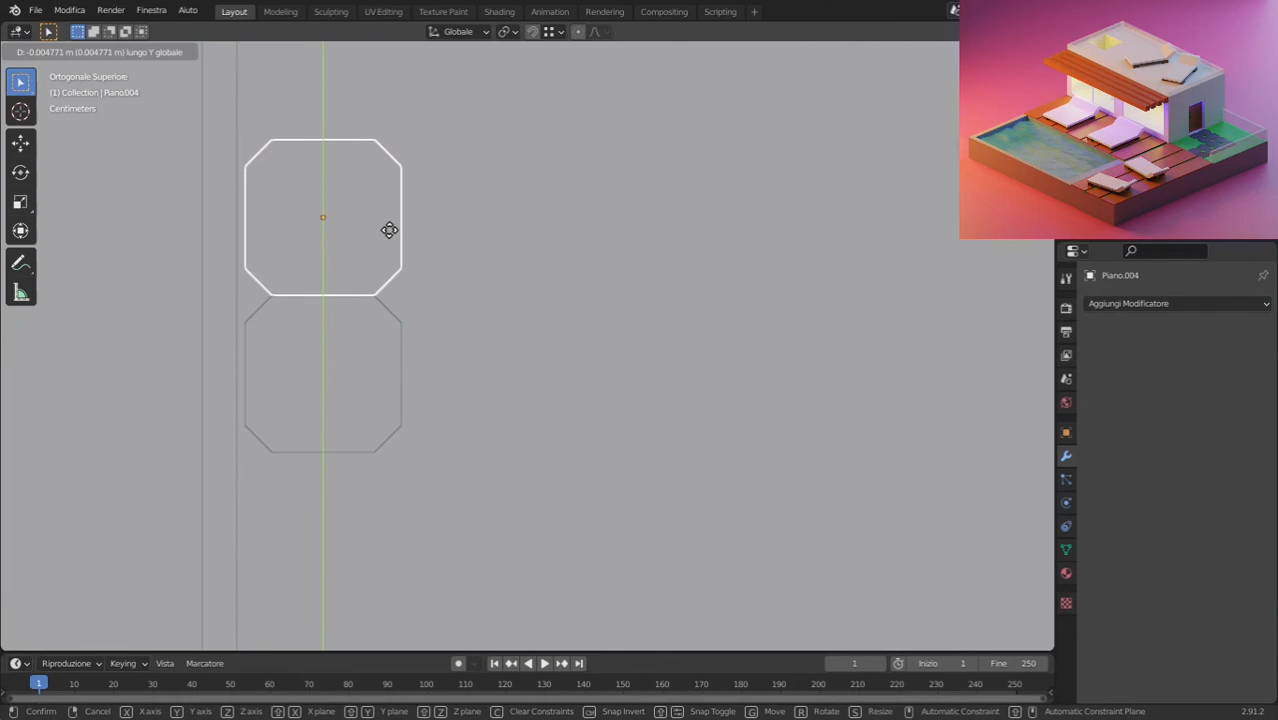 File Modifica Render Finestra Aiuto Layout Modeling Sculpting UV Editing Texture Paint Shading Animation Rendering Compositing Scripting +
Globale
D: -0.004771 m (0.004771 m) lungo Y globale
Ortogonale Superiore
(1) Collection | Piano.004
Centimeters
Piano.004
Aggiungi Modificatore
Riproduzione Keying Vista Marcatore 1 Inizio 1 Fine 250
1 10 20 30 40 50 60 70 80 90 100 110 120 130 140 150 160 170 180 190 200 210 220 230 240 250
Confirm Cancel X X axis Y Y axis Z Z axis X X plane Y Y plane Z Z plane C Clear Constraints Ctrl Snap Invert Snap Toggle G Move R Rotate S Resize Automatic Constraint Automatic Constraint Plane 2.91.2